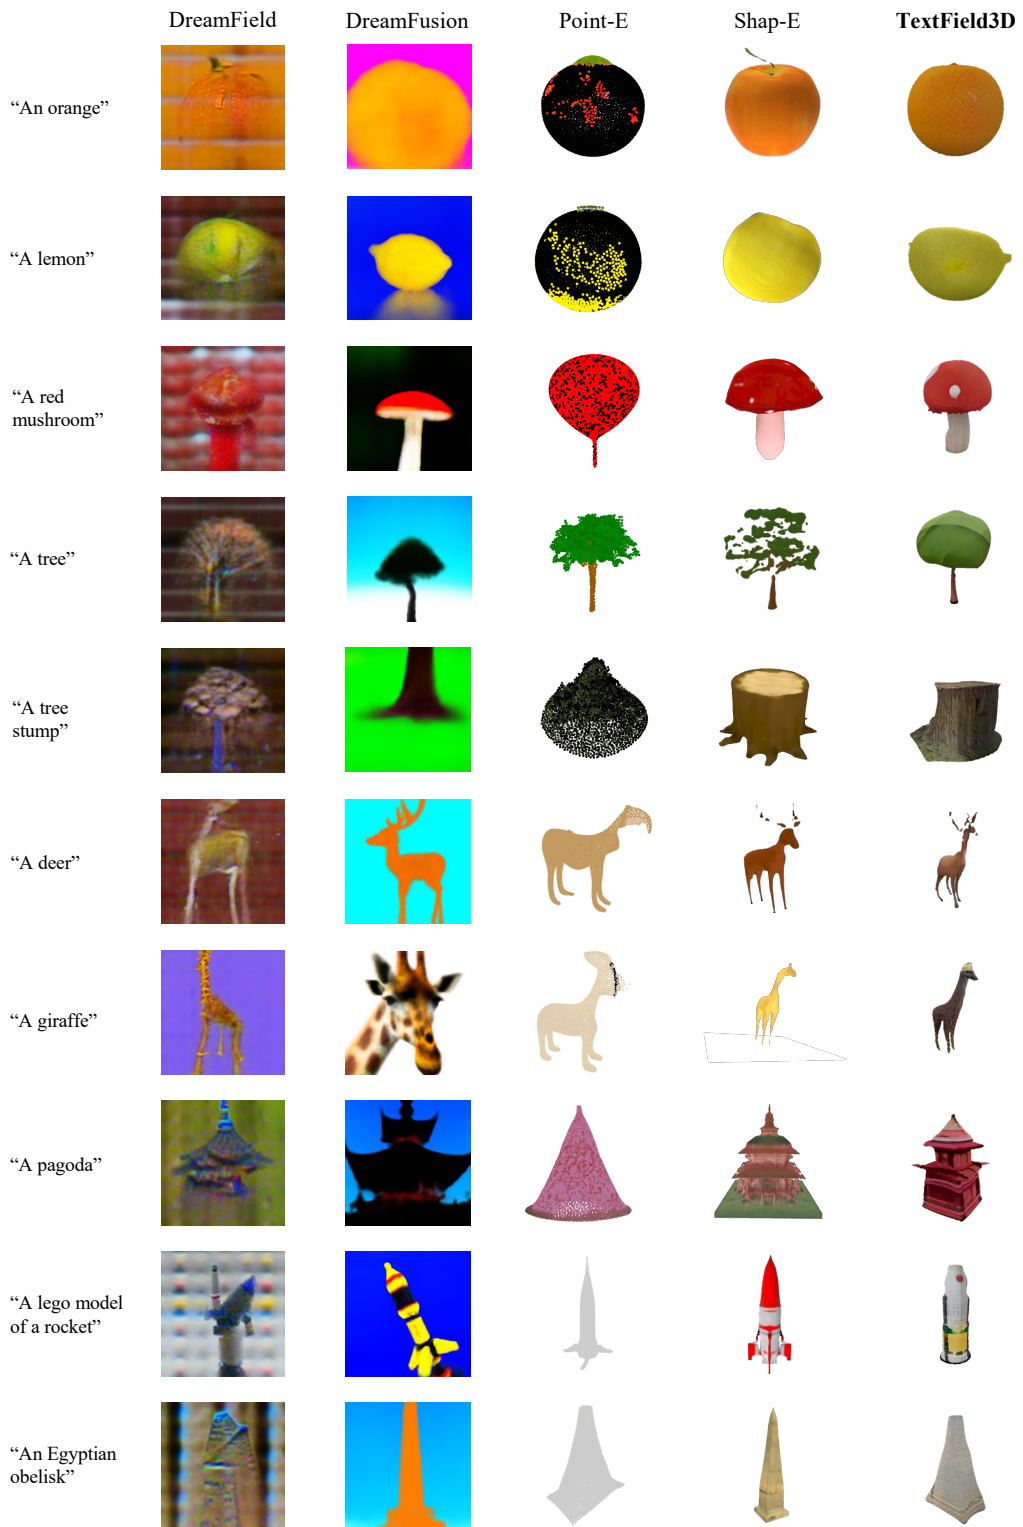 DreamField DreamFusion Point-E Shap-E TextField3D
“An orange”
“A lemon”
“A red
mushroom”
“A tree”
“A tree
stump”
“A deer”
“A giraffe”
“A pagoda”
“A lego model
of a rocket”
“An Egyptian
obelisk”